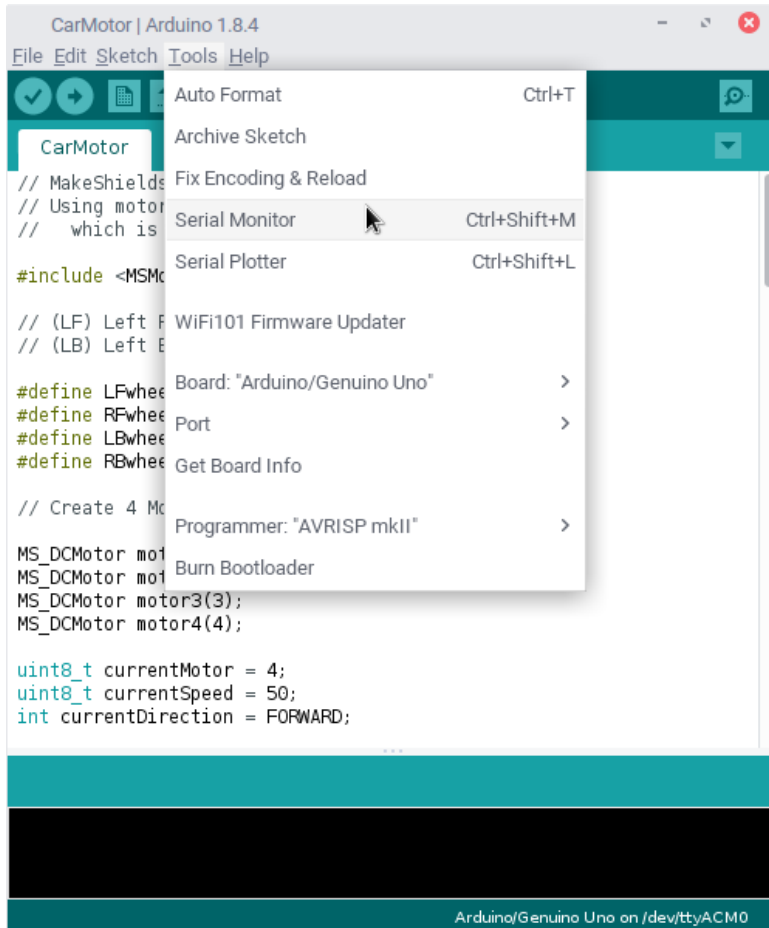 CarMotor | Arduino 1.8.4
File Edit Sketch Tools Help
Auto Format Ctrl+T
Archive Sketch
Fix Encoding & Reload
Serial Monitor Ctrl+Shift+M
Serial Plotter Ctrl+Shift+L
WiFi101 Firmware Updater
Board: "Arduino/Genuino Uno"
Port
Get Board Info
Programmer: "AVRISP mkII"
Burn Bootloader
CarMotor
// MakeShields
// Using motor
//   which is
#include <MSMo
// (LF) Left
// (LB) Left
#define LFwhee
#define RFwhee
#define LBwhee
#define RBwhee
// Create 4 Mo
MS_DCMotor mot
MS_DCMotor mot
MS_DCMotor motor3(3);
MS_DCMotor motor4(4);
uint8_t currentMotor = 4;
uint8_t currentSpeed = 50;
int currentDirection = FORWARD;
Arduino/Genuino Uno on /dev/ttyACM0